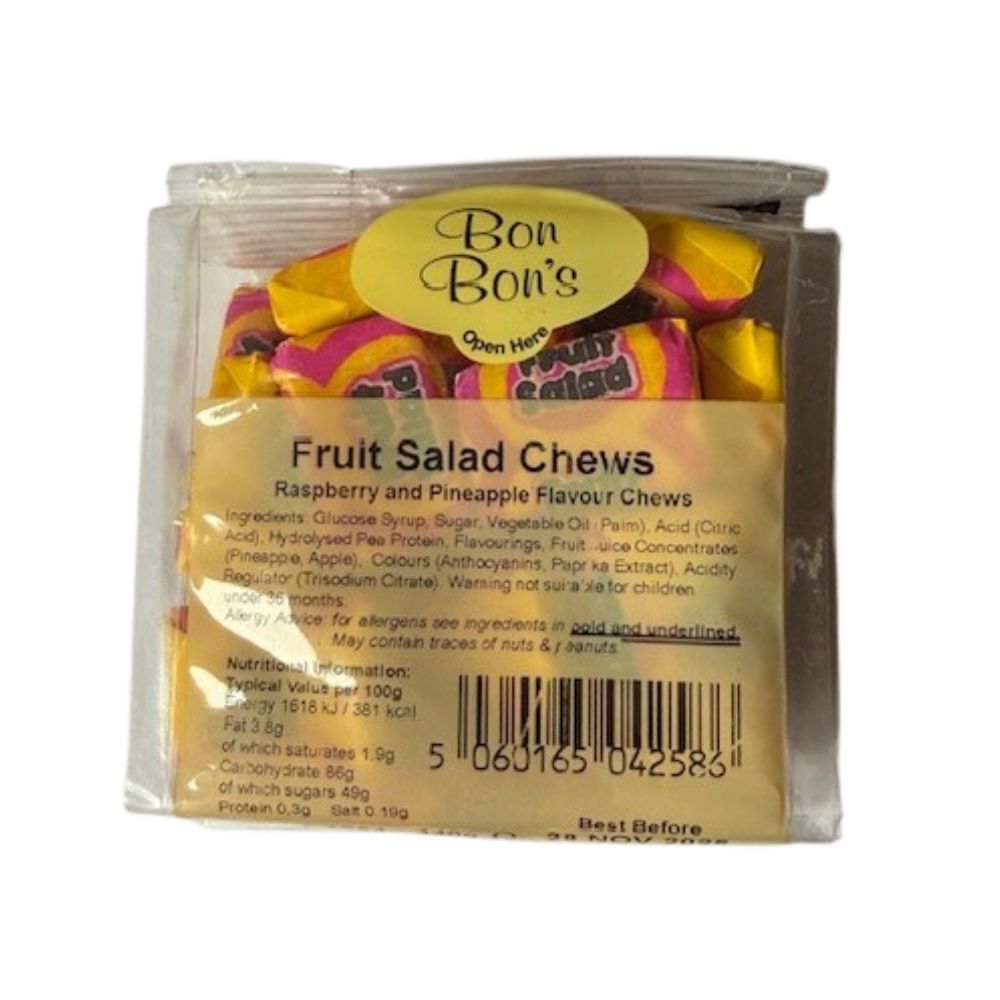 Bon
Bon's
Open Here
Fruit
Salad
Fruit Salad Chews
Raspberry and Pineapple Flavour Chews
Ingredients: Glucose Syrup, Sugar, Vegetable Oil (Palm), Acid (Citric
Acid), Hydrolysed Pea Protein, Flavourings, Fruit Juice Concentrates
(Pineapple, Apple), Colours (Anthocyanins, Paprika Extract), Acidity
Regulator (Trisodium Citrate). Warning not suitable for children
under 36 months.
Allergy Advice: for allergens see ingredients in bold and underlined.
May contain traces of nuts & peanuts.
Nutritional Information:
Typical Value per 100g
Energy 1618 kJ / 381 kcal
Fat 3.8g
of which saturates 1.9g
Carbohydrate 86g
of which sugars 49g
Protein 0.3g Salt 0.19g
5 060165 042586
Best Before
NOV